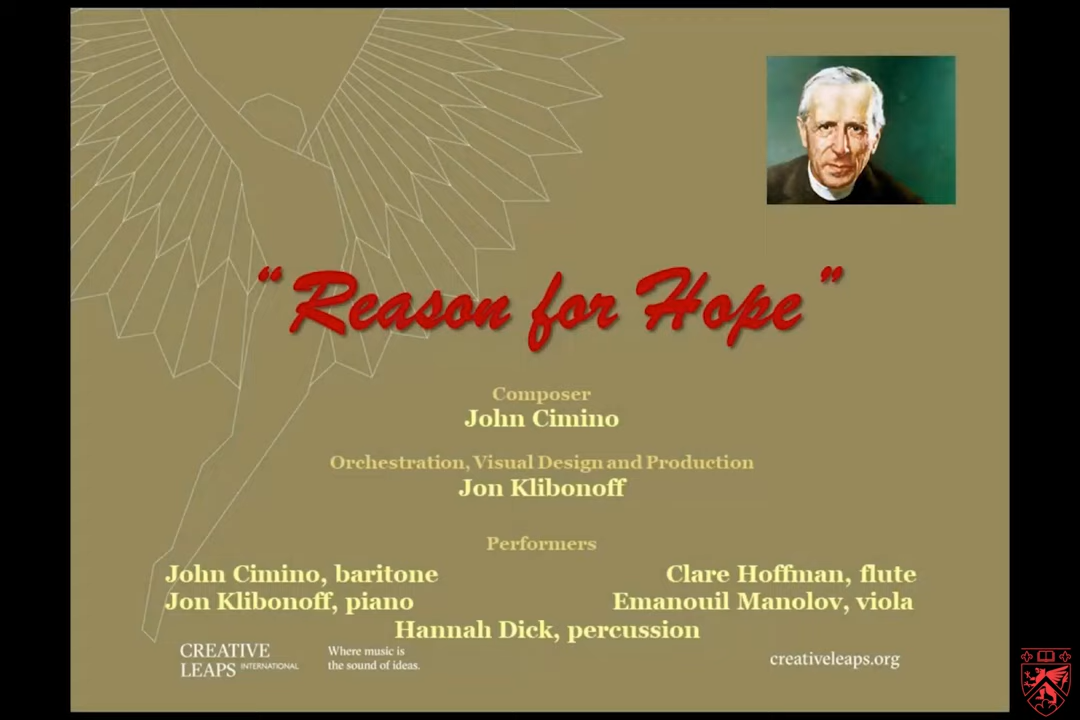 “Reason for Hope”
Composer
John Cimino
Orchestration, Visual Design and Production
Jon Klibonoff
Performers
John Cimino, baritone
Clare Hoffman, flute
Jon Klibonoff, piano
Emanouil Manolov, viola
Hannah Dick, percussion
CREATIVE
LEAPS INTERNATIONAL
Where music is
the sound of ideas.
creativeleaps.org